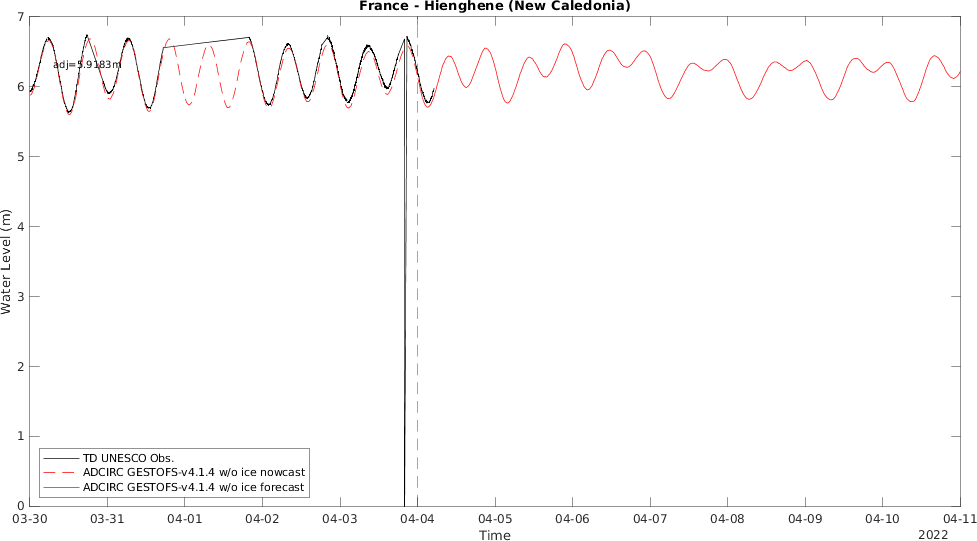 France - Hienghene (New Caledonia)
7
6
5
4
3
2
1
0
Water Level (m)
adj=5.9183m
TD UNESCO Obs.
ADCIRC GESTOFS-v4.1.4 w/o ice nowcast
ADCIRC GESTOFS-v4.1.4 w/o ice forecast
03-30 03-31 04-01 04-02 04-03 04-04 04-05 04-06 04-07 04-08 04-09 04-10 04-11
Time
2022